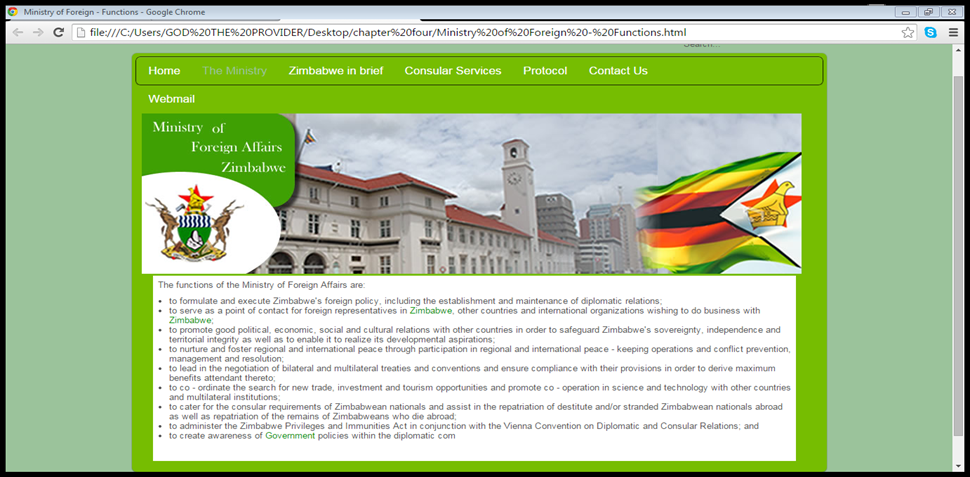 Ministry of Foreign - Functions - Google Chrome
file:///C:/Users/GOD%20THE%20PROVIDER/Desktop/chapter%20four/Ministry%20of%20Foreign%20-%20Functions.html
Search...
Home The Ministry Zimbabwe in brief Consular Services Protocol Contact Us
Webmail
Ministry of
Foreign Affairs
Zimbabwe
The functions of the Ministry of Foreign Affairs are:
• to formulate and execute Zimbabwe's foreign policy, including the establishment and maintenance of diplomatic relations;
• to serve as a point of contact for foreign representatives in Zimbabwe, other countries and international organizations wishing to do business with
Zimbabwe;
• to promote good political, economic, social and cultural relations with other countries in order to safeguard Zimbabwe's sovereignty, independence and
territorial integrity as well as to enable it to realize its developmental aspirations;
• to nurture and foster regional and international peace through participation in regional and international peace - keeping operations and conflict prevention,
management and resolution;
• to lead in the negotiation of bilateral and multilateral treaties and conventions and ensure compliance with their provisions in order to derive maximum
benefits attendant thereto;
• to co - ordinate the search for new trade, investment and tourism opportunities and promote co - operation in science and technology with other countries
and multilateral institutions;
• to cater for the consular requirements of Zimbabwean nationals and assist in the repatriation of destitute and/or stranded Zimbabwean nationals abroad
as well as repatriation of the remains of Zimbabweans who die abroad;
• to administer the Zimbabwe Privileges and Immunities Act in conjunction with the Vienna Convention on Diplomatic and Consular Relations; and
• to create awareness of Government policies within the diplomatic com